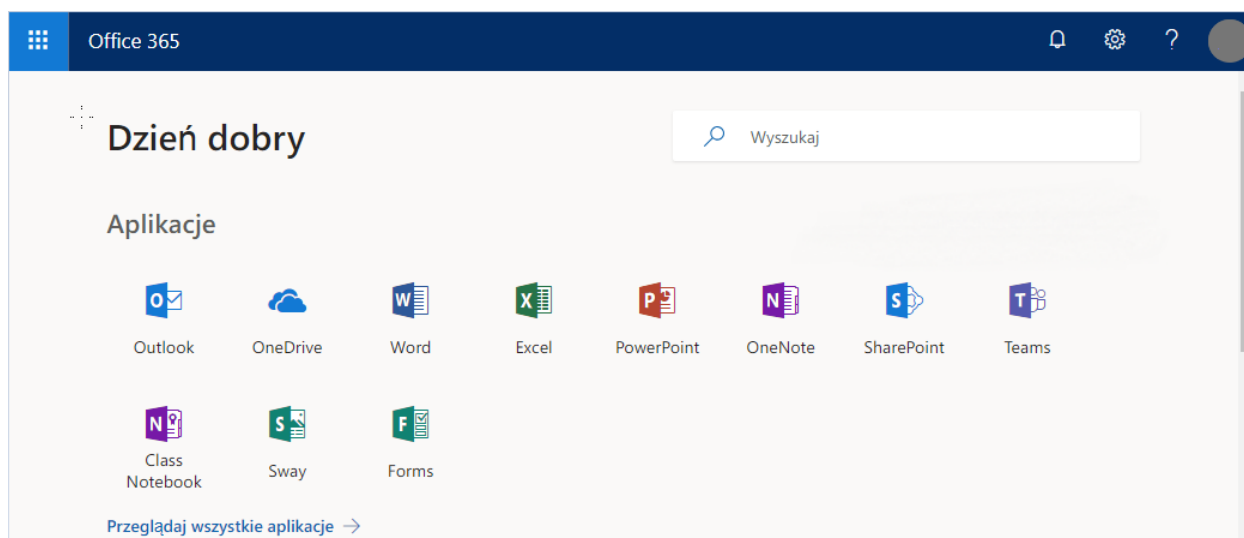 Office 365
?
Dzień dobry
Wyszukaj
Aplikacje
Outlook OneDrive Word Excel PowerPoint OneNote SharePoint Teams
Class Notebook Sway Forms
Przeglądaj wszystkie aplikacje →